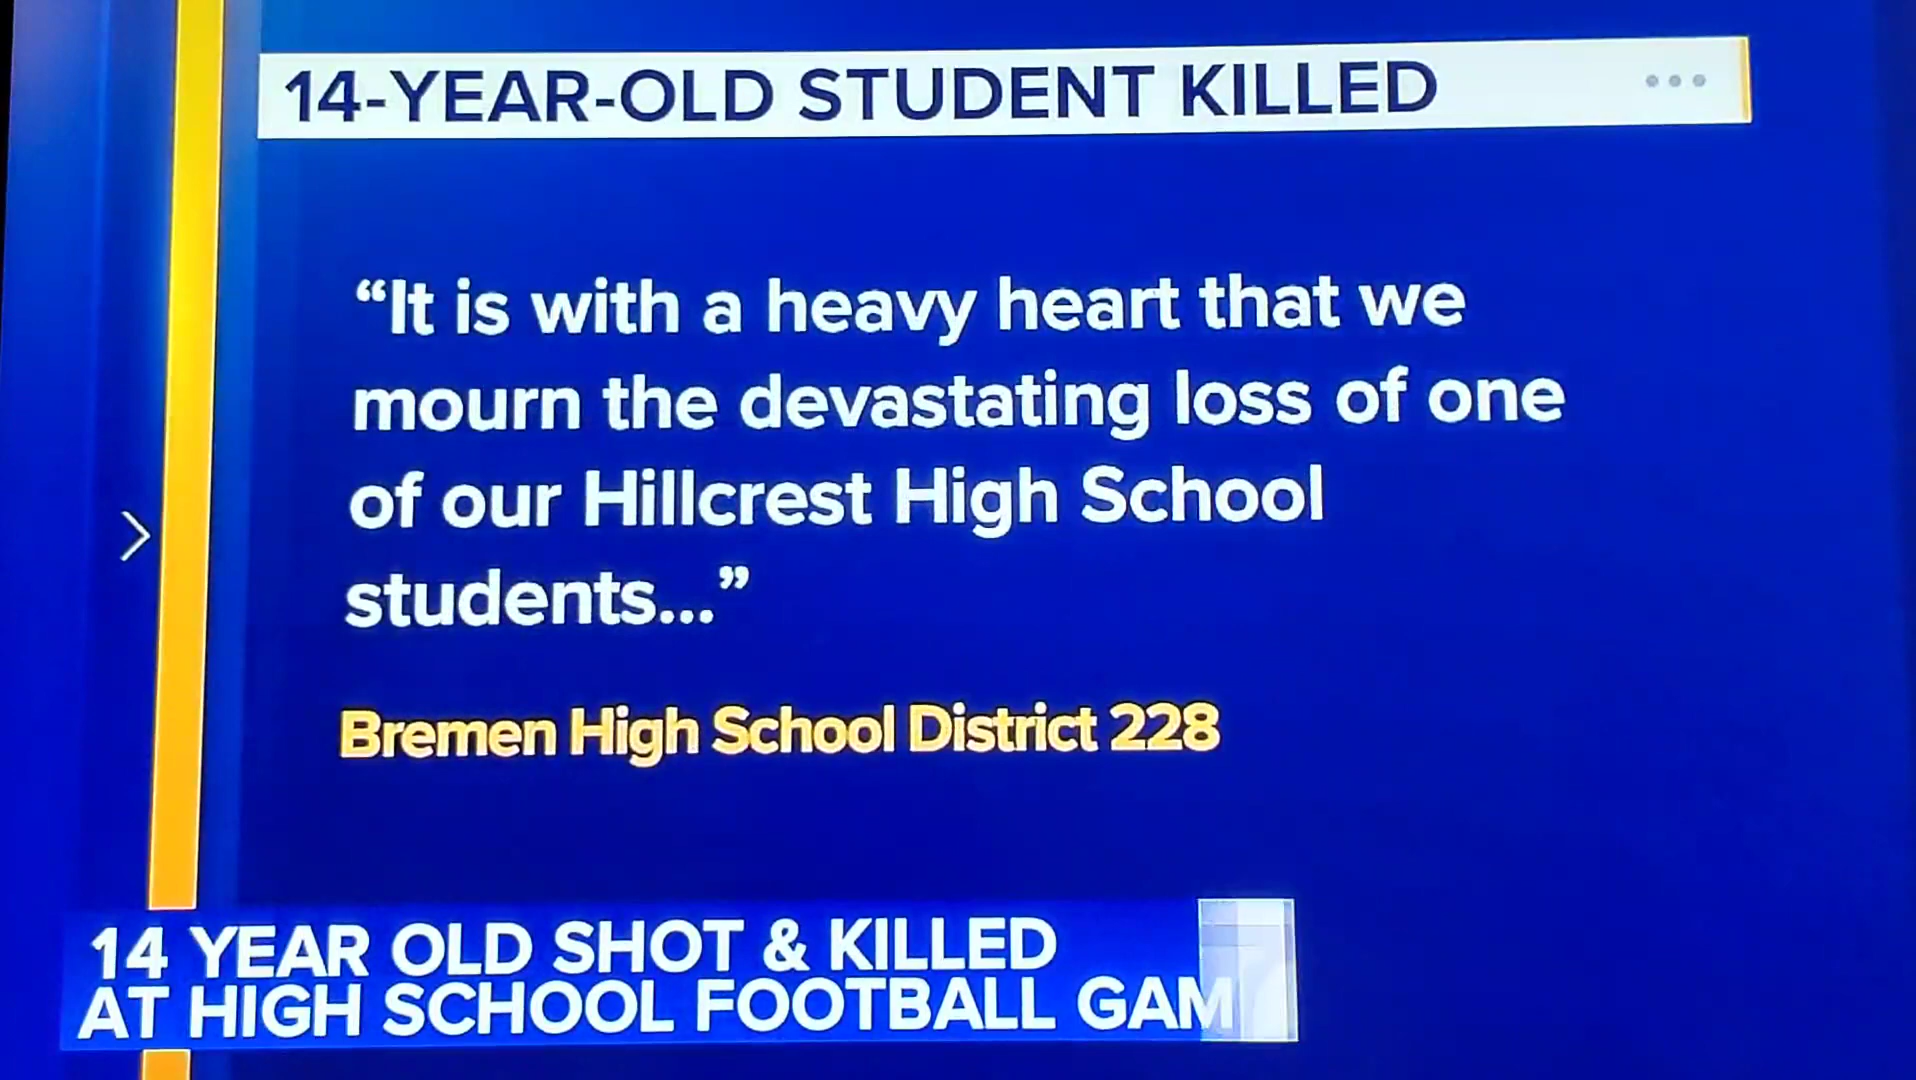 14-YEAR-OLD STUDENT KILLED
“It is with a heavy heart that we
mourn the devastating loss of one
of our Hillcrest High School
students...”
Bremen High School District 228
14 YEAR OLD SHOT & KILLED
AT HIGH SCHOOL FOOTBALL GAM